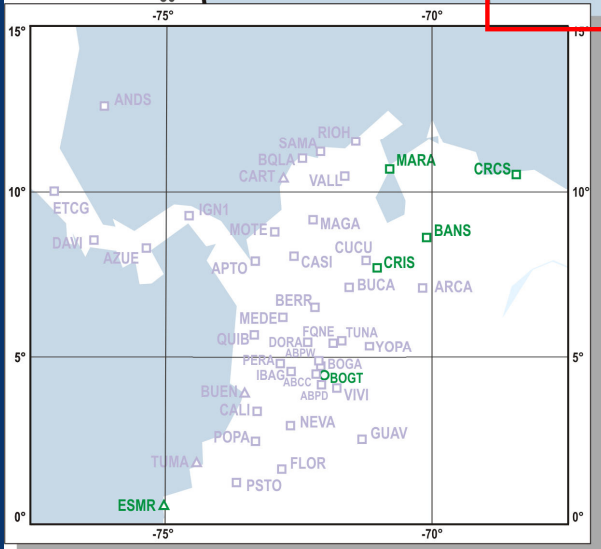 -75° -70°
15° 15°
ANDS
RIOH
SAMA
BQLA MARA
CART VALL CRCS
10° 10°
ETCG IGN1
MOTE MAGA BANS
DAVI AZUE CUCU
APTO CASI CRIS
BUCA ARCA
BERR
MEDE
QUIB DORA FQNE TUNA YOPA
5° ABPW 5°
PERA BOGA
IBAG ABCC BOGT
BUEN ABPD VIVI
CALI
NEVA
POPA GUAV
TUMA FLOR
PSTO
ESMR
0° 0°
-75° -70°